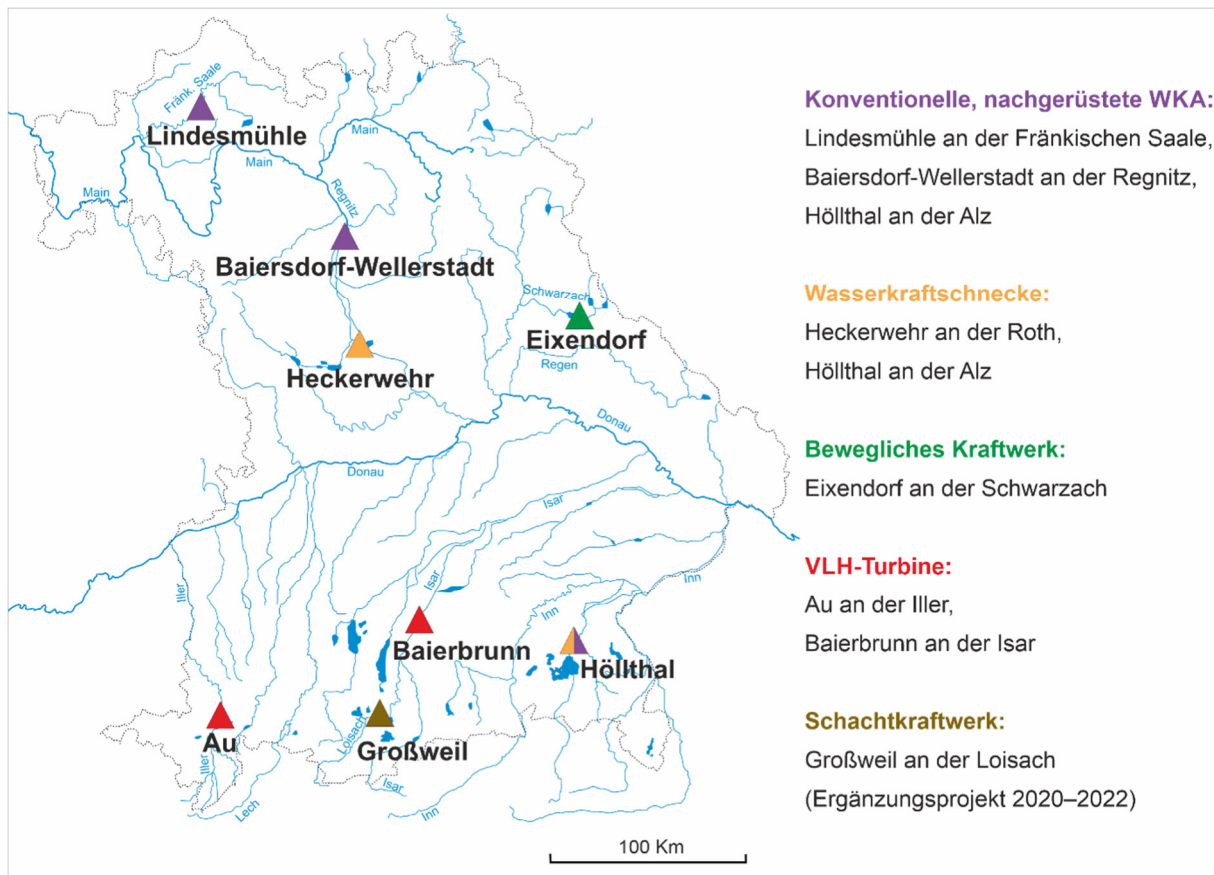 Fränk. Saale
Lindesmühle
Main
Main
Main
Regnitz
Baiersdorf-Wellerstadt
Schwarzach
Eixendorf
Regen
Heckerwehr
Donau
Donau
Isar
Iller
Isar
Inn
Inn
Baierbrunn
Höllthal
Au
Loisach
Großweil
Iller
Lech
Isar
Inn
100 Km
Konventionelle, nachgerüstete WKA:
Lindesmühle an der Fränkischen Saale,
Baiersdorf-Wellerstadt an der Regnitz,
Höllthal an der Alz
Wasserkraftschnecke:
Heckerwehr an der Roth,
Höllthal an der Alz
Bewegliches Kraftwerk:
Eixendorf an der Schwarzach
VLH-Turbine:
Au an der Iller,
Baierbrunn an der Isar
Schachtkraftwerk:
Großweil an der Loisach
(Ergänzungsprojekt 2020–2022)